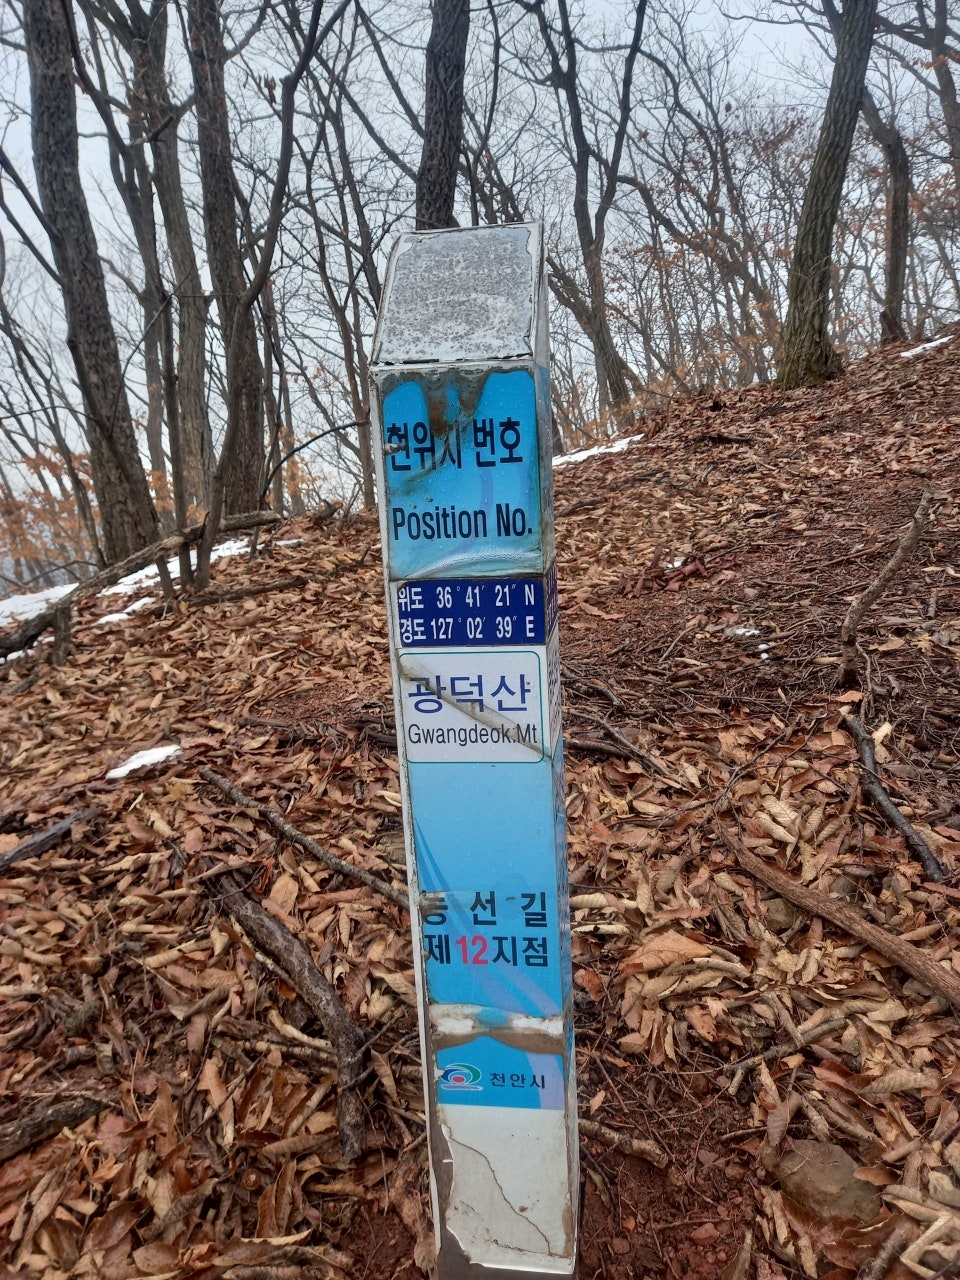 현위치 번호
Position No.
위도 36° 41′ 21″ N
경도 127° 02′ 39″ E
광덕산
Gwangdeok.Mt
능 선 길
제12지점
천안시